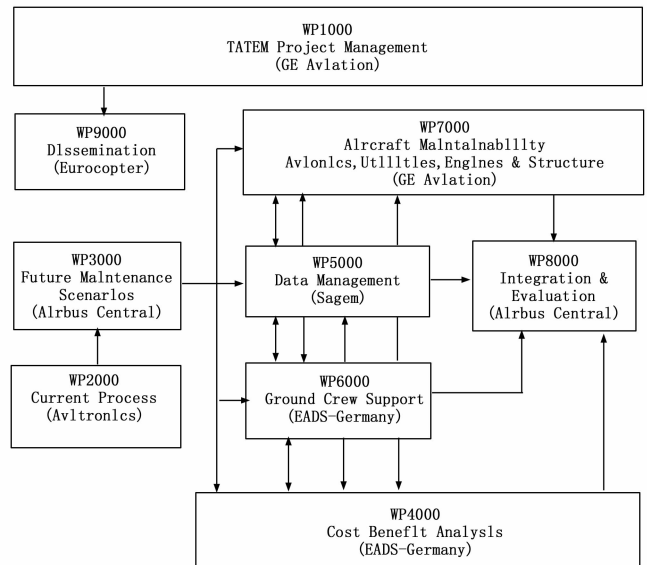 WP1000
TATEM Project Management
(GE Avlation)
WP9000
Dlssemination
(Eurocopter)
WP7000
Alrcraft Malntalnablllty
Avlonlcs,Utllltles,Englnes & Structure
(GE Avlation)
WP3000
Future Malntenance
Scenarlos
(Alrbus Central)
WP5000
Data Management
(Sagem)
WP8000
Integration &
Evaluation
(Alrbus Central)
WP2000
Current Process
(Avltronlcs)
WP6000
Ground Crew Support
(EADS-Germany)
WP4000
Cost Beneflt Analysls
(EADS-Germany)